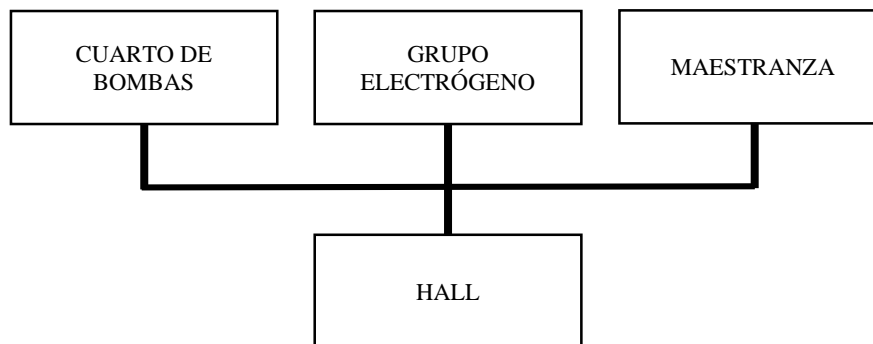 CUARTO DE
BOMBAS
GRUPO
ELECTRÓGENO
MAESTRANZA
HALL